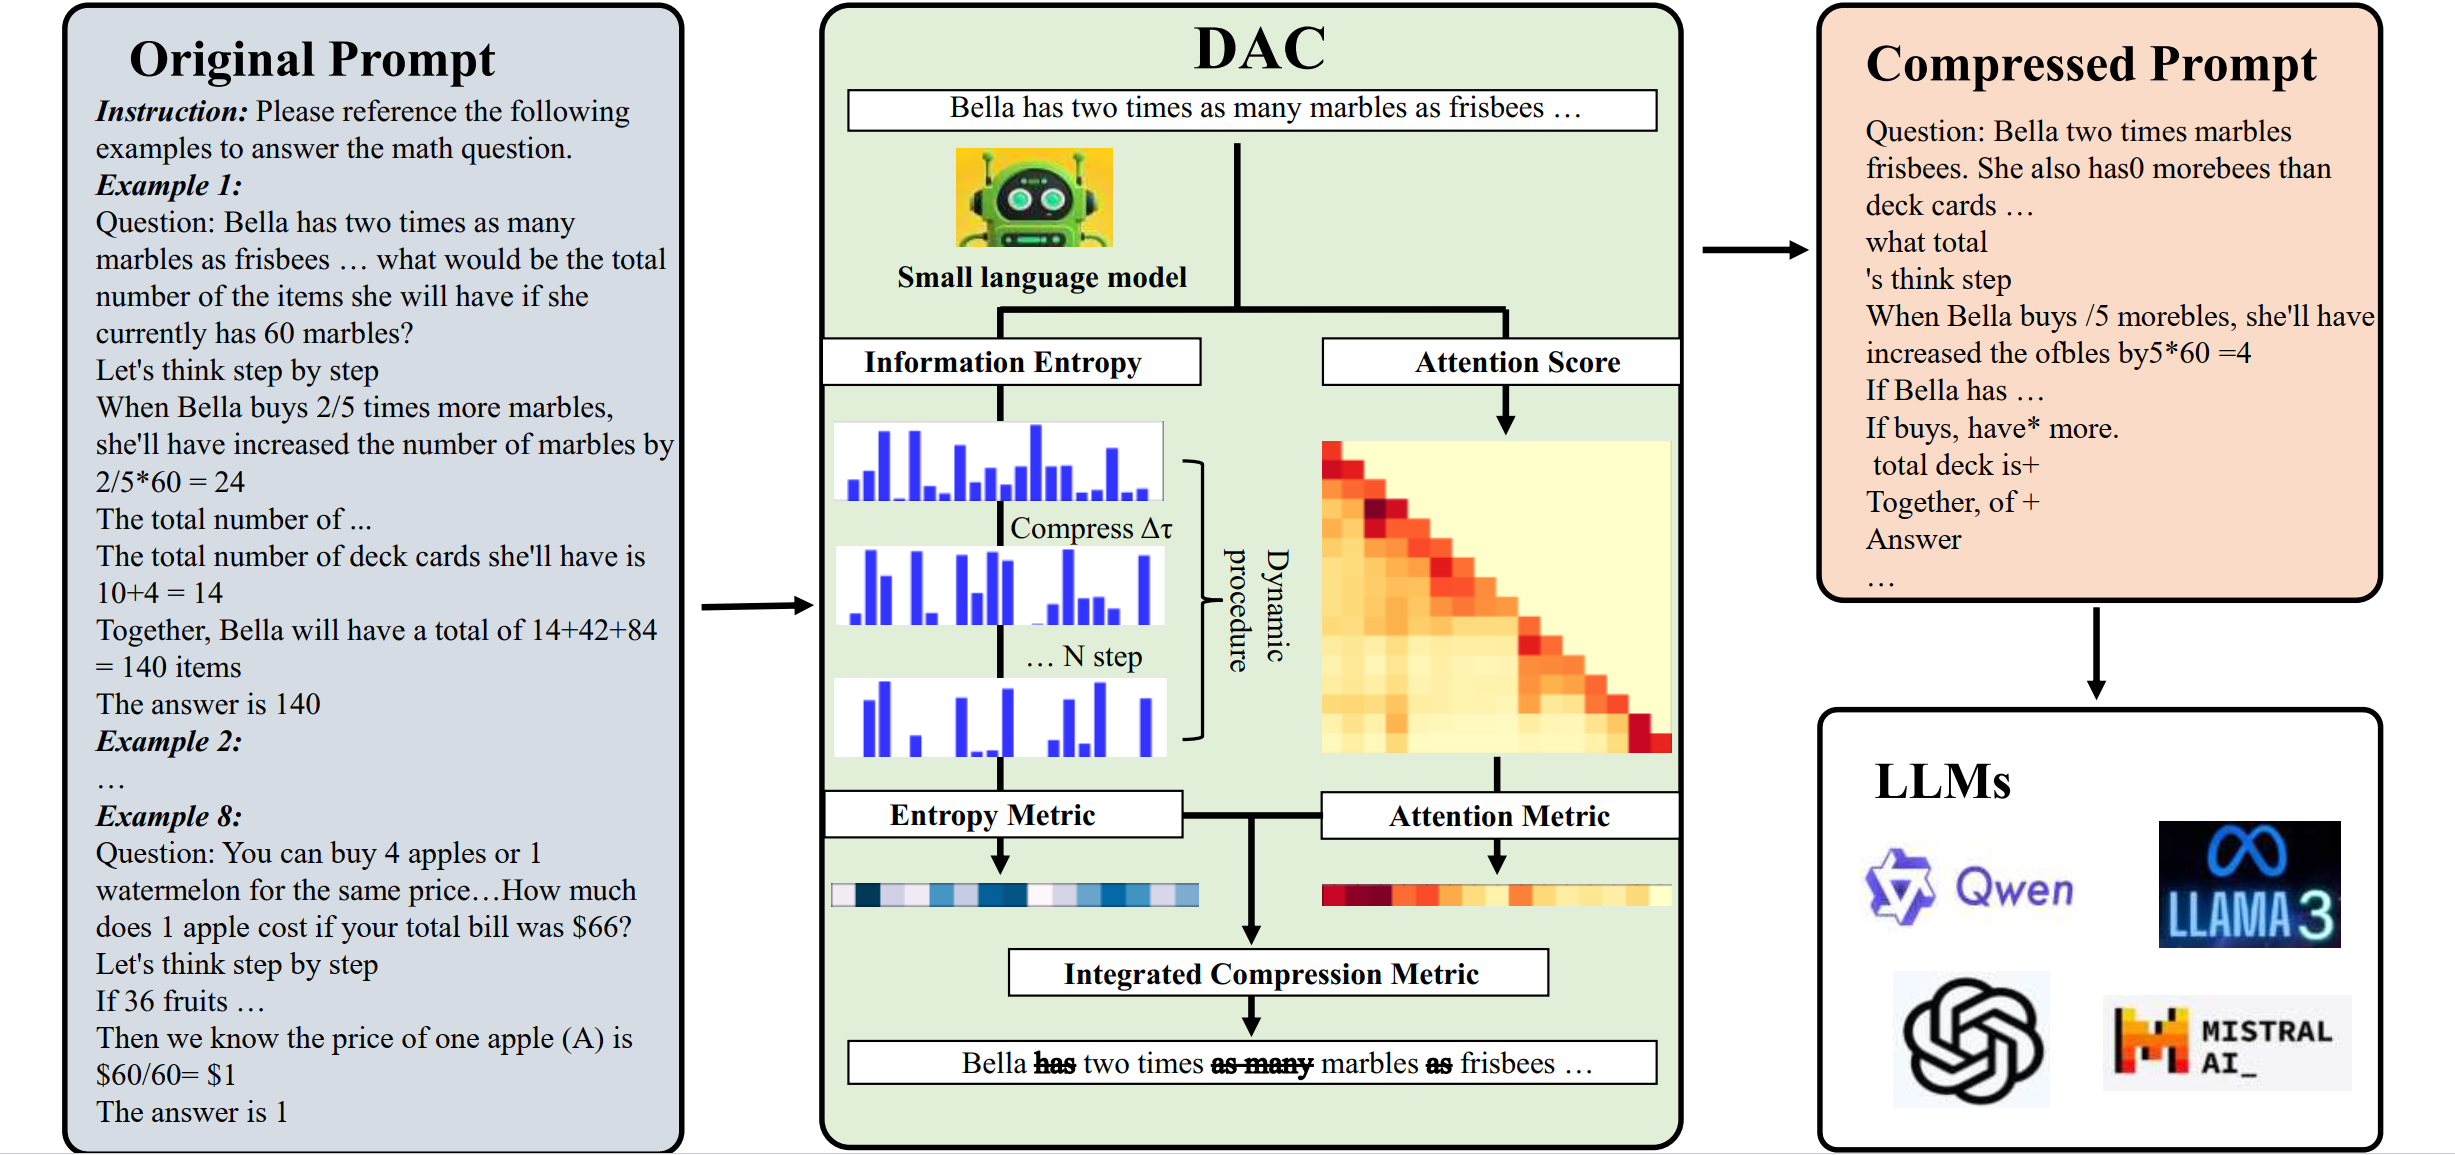 Original Prompt
Instruction: Please reference the following
examples to answer the math question.
Example 1:
Question: Bella has two times as many
marbles as frisbees … what would be the total
number of the items she will have if she
currently has 60 marbles?
Let's think step by step
When Bella buys 2/5 times more marbles,
she'll have increased the number of marbles by
2/5*60 = 24
The total number of ...
The total number of deck cards she'll have is
10+4 = 14
Together, Bella will have a total of 14+42+84
= 140 items
The answer is 140
Example 2:
…
Example 8:
Question: You can buy 4 apples or 1
watermelon for the same price…How much
does 1 apple cost if your total bill was $66?
Let's think step by step
If 36 fruits …
Then we know the price of one apple (A) is
$60/60= $1
The answer is 1
DAC
Bella has two times as many marbles as frisbees …
Small language model
Information Entropy
Attention Score
Compress Δτ
… N step
Dynamic
procedure
Entropy Metric
Attention Metric
Integrated Compression Metric
Bella has two times as many marbles as frisbees …
Compressed Prompt
Question: Bella two times marbles
frisbees. She also has0 morebees than
deck cards …
what total
's think step
When Bella buys /5 morebles, she'll have
increased the ofbles by5*60 =4
If Bella has …
If buys, have* more.
total deck is+
Together, of +
Answer
…
LLMs
Qwen
LLAMA 3
MISTRAL
AI_